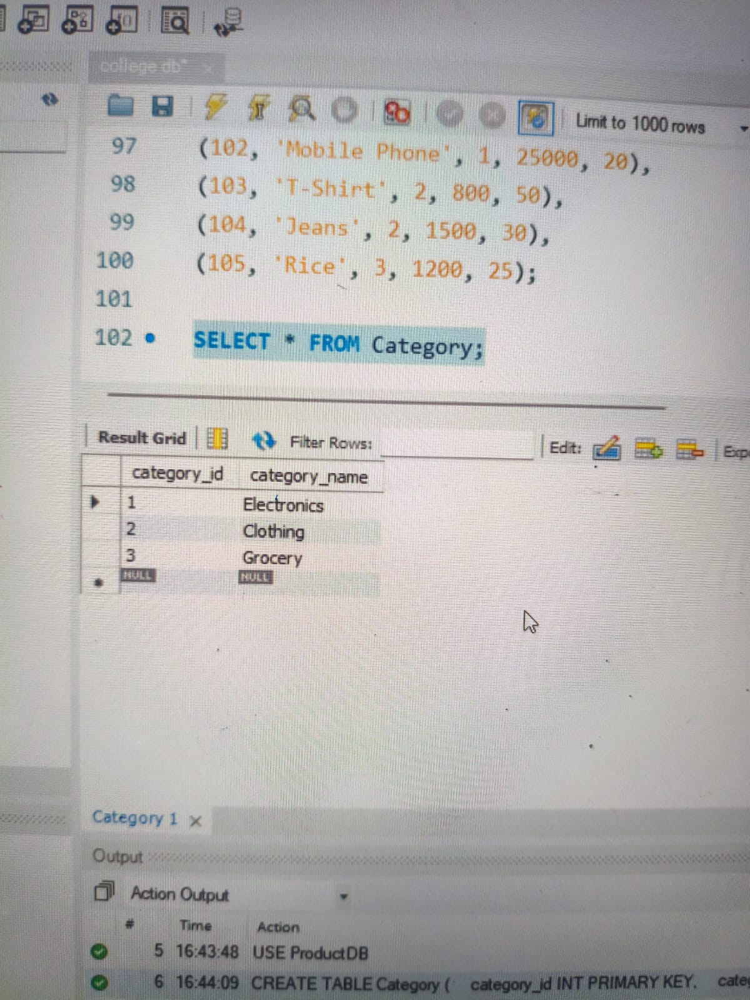 college db*
Limit to 1000 rows
97 (102, 'Mobile Phone', 1, 25000, 20),
98 (103, 'T-Shirt', 2, 800, 50),
99 (104, 'Jeans', 2, 1500, 30),
100 (105, 'Rice', 3, 1200, 25);
101
102 SELECT * FROM Category;
Result Grid Filter Rows: Edit: Exp
category_id category_name
1 Electronics
2 Clothing
3 Grocery
NULL NULL
Category 1
Output
Action Output
# Time Action
5 16:43:48 USE ProductDB
6 16:44:09 CREATE TABLE Category ( category_id INT PRIMARY KEY, categ